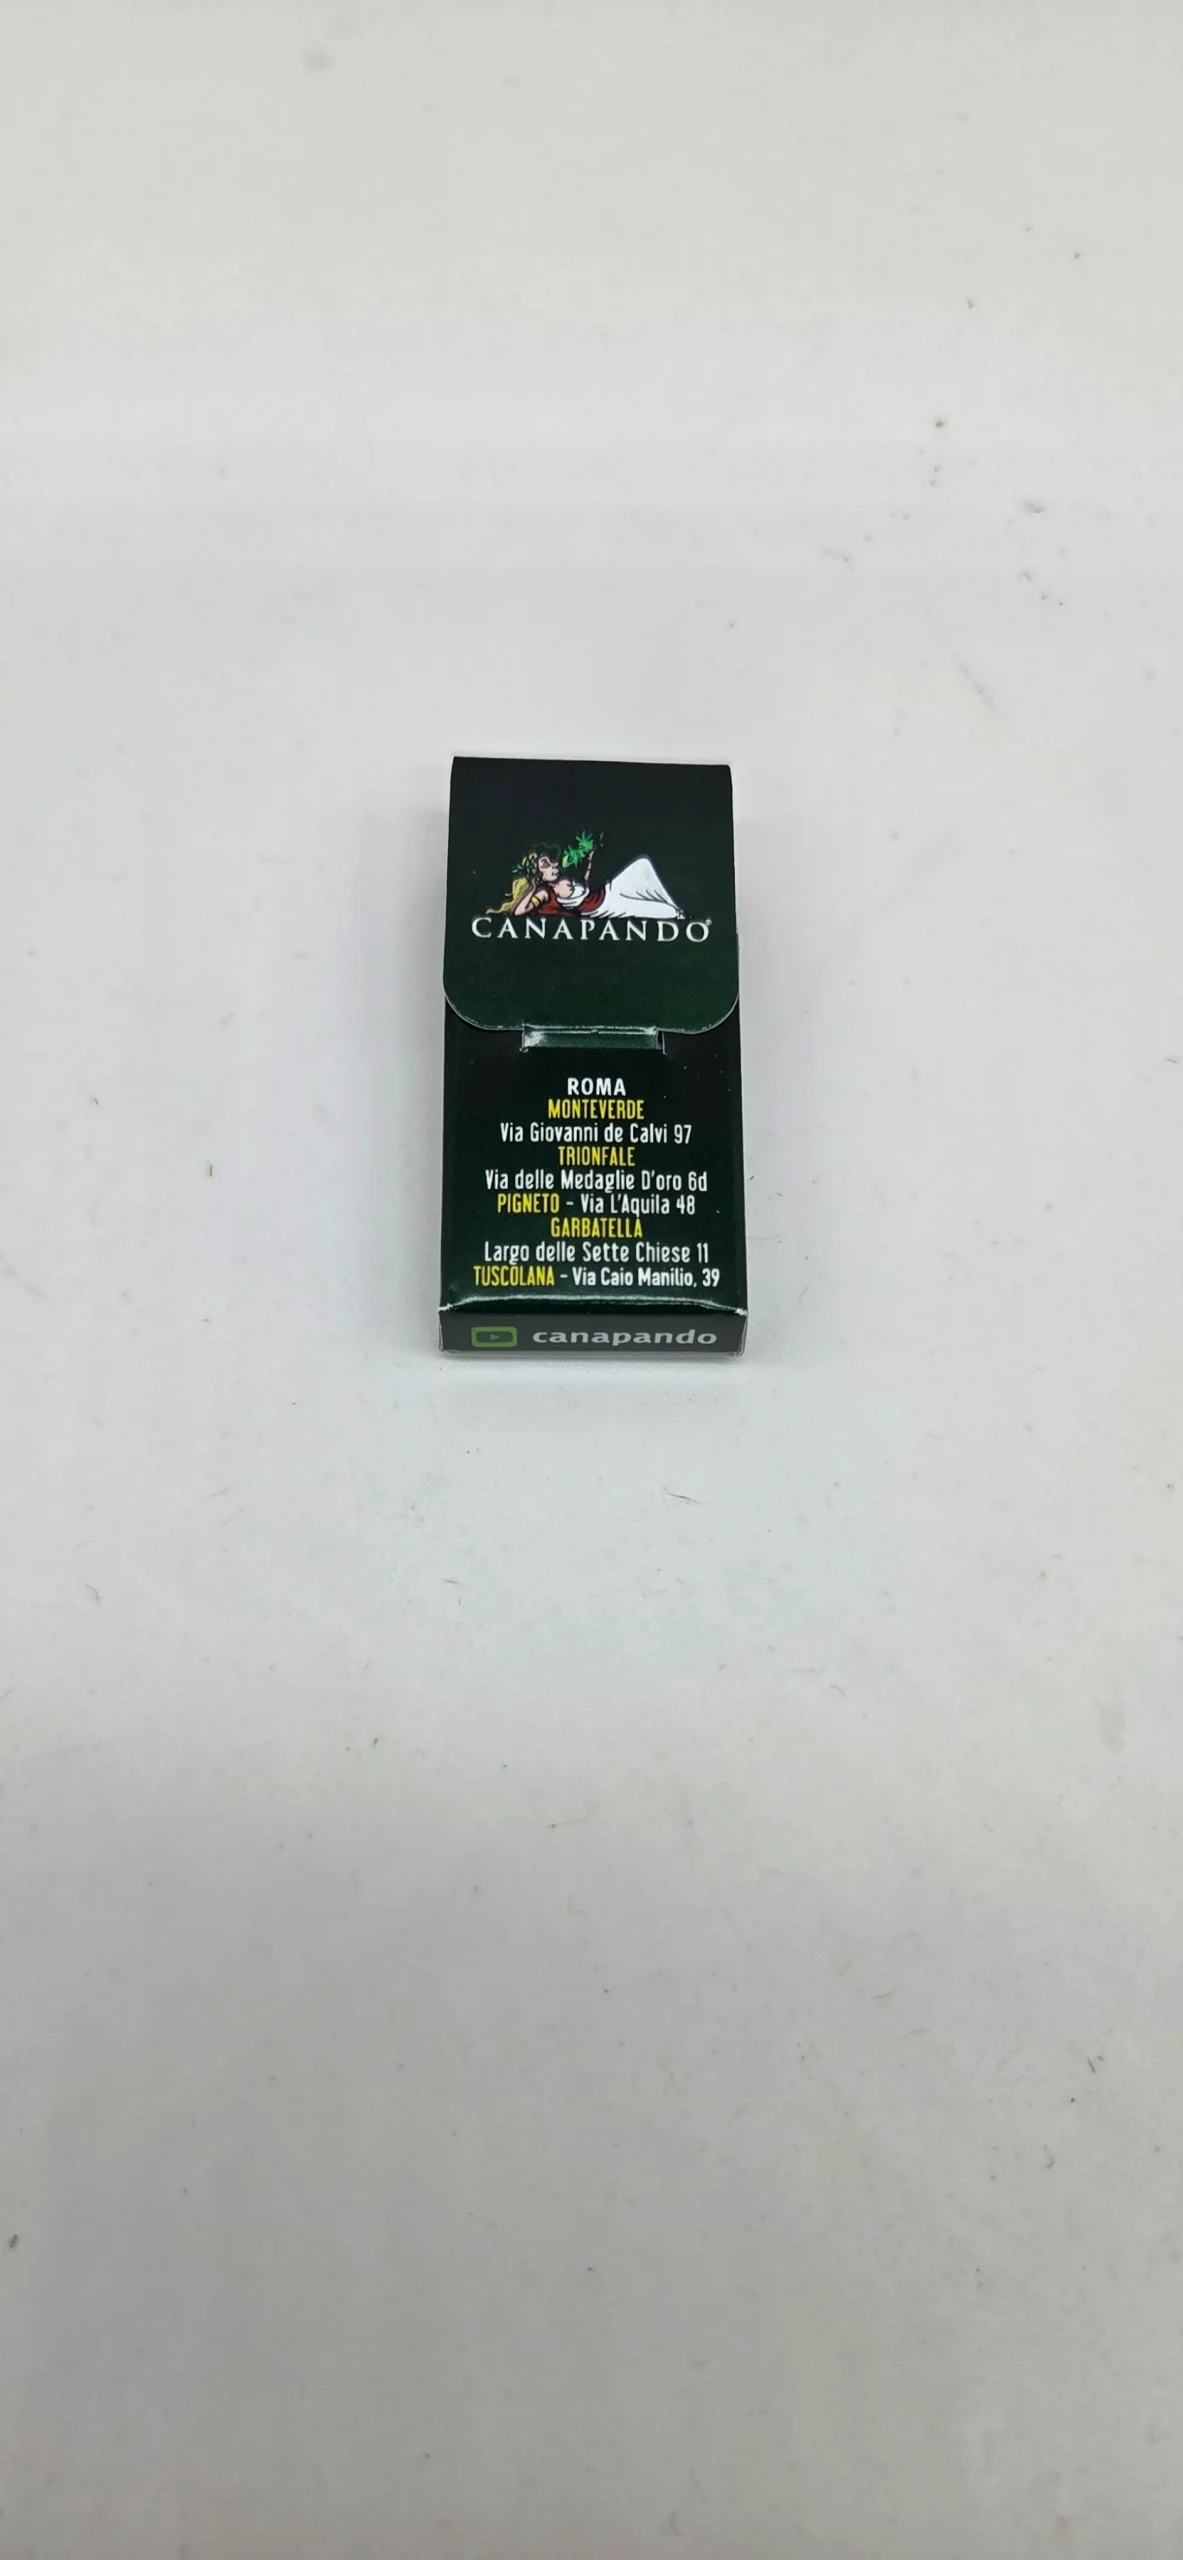 CANAPANDO®
ROMA
MONTEVERDE
Via Giovanni de Calvi 97
TRIONFALE
Via delle Medaglie D'oro 6d
PIGNETO - Via L'Aquila 48
GARBATELLA
Largo delle Sette Chiese 11
TUSCOLANA - Via Caio Manilio, 39
canapando